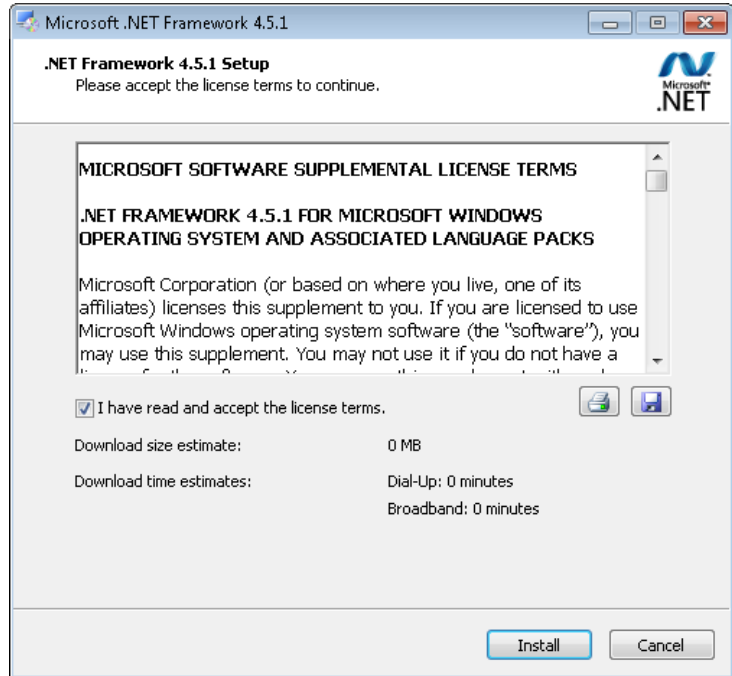 Microsoft .NET Framework 4.5.1
.NET Framework 4.5.1 Setup
Please accept the license terms to continue.
Microsoft
.NET
MICROSOFT SOFTWARE SUPPLEMENTAL LICENSE TERMS
.NET FRAMEWORK 4.5.1 FOR MICROSOFT WINDOWS
OPERATING SYSTEM AND ASSOCIATED LANGUAGE PACKS
Microsoft Corporation (or based on where you live, one of its
affiliates) licenses this supplement to you. If you are licensed to use
Microsoft Windows operating system software (the “software”), you
may use this supplement. You may not use it if you do not have a
I have read and accept the license terms.
Download size estimate: 0 MB
Download time estimates: Dial-Up: 0 minutes
Broadband: 0 minutes
Install Cancel